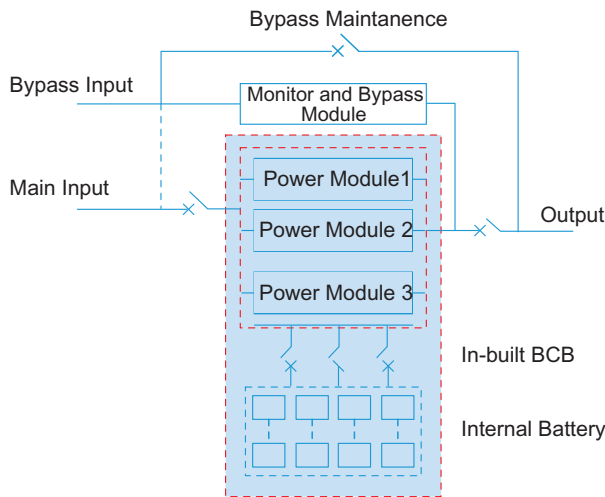 Bypass Maintanence
Bypass Input
Monitor and Bypass
Module
Main Input
Power Module1
Power Module 2
Output
Power Module 3
In-built BCB
Internal Battery